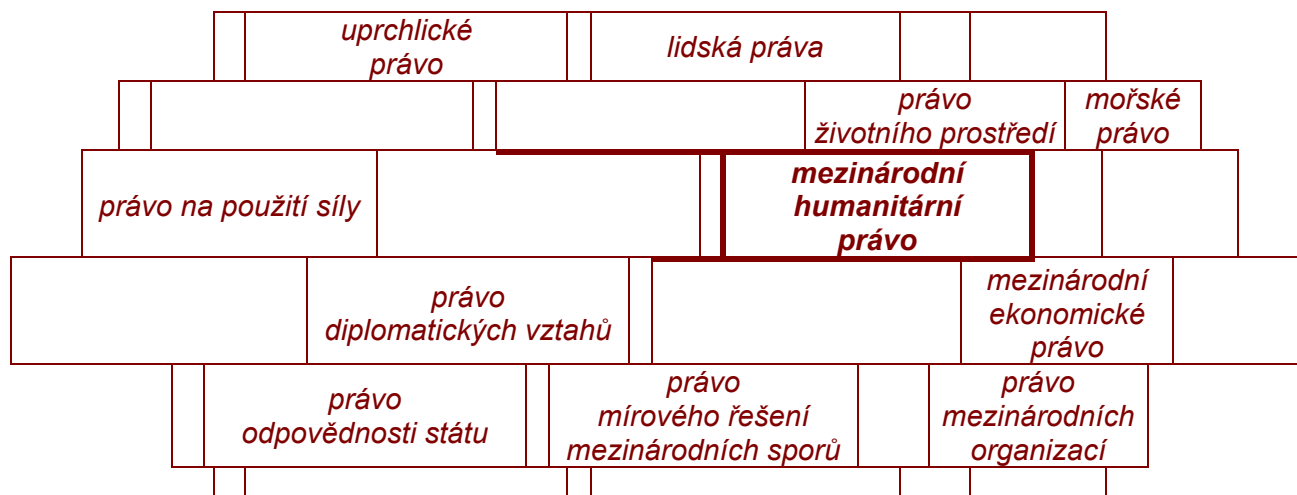 uprchlické
právo
lidská práva
právo
životního prostředí
mořské
právo
právo na použití síly
mezinárodní
humanitární
právo
právo
diplomatických vztahů
mezinárodní
ekonomické
právo
právo
odpovědnosti státu
právo
mírového řešení
mezinárodních sporů
právo
mezinárodních
organizací